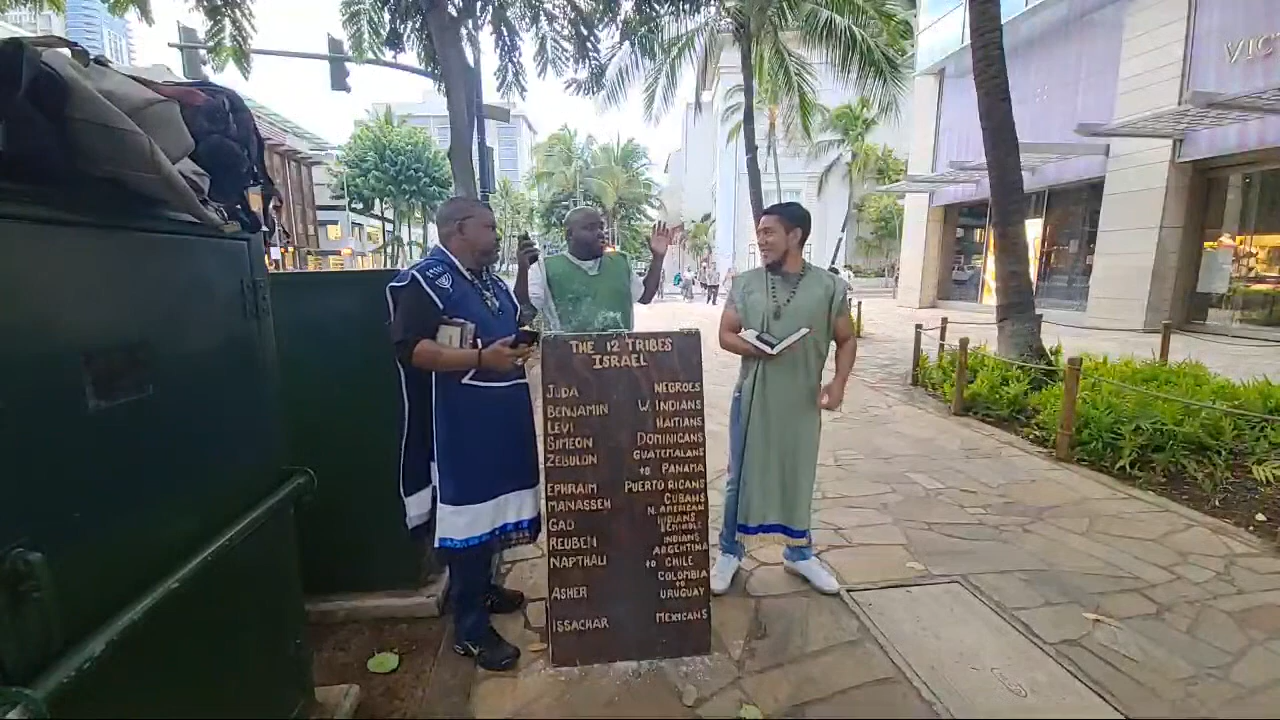 VIC
THE 12 TRIBES
ISRAEL
JUDA NEGROES
BENJAMIN W. INDIANS
LEVI HAITIANS
SIMEON DOMINICANS
ZEBULON GUATEMALANS
to PANAMA
EPHRAIM PUERTO RICANS
MANASSEH CUBANS
GAD N. AMERICAN
INDIANS
REUBEN SEMINOLE
INDIANS
NAPTHALI ARGENTINA
to CHILE
ASHER COLOMBIA
to
URUGUAY
ISSACHAR MEXICANS